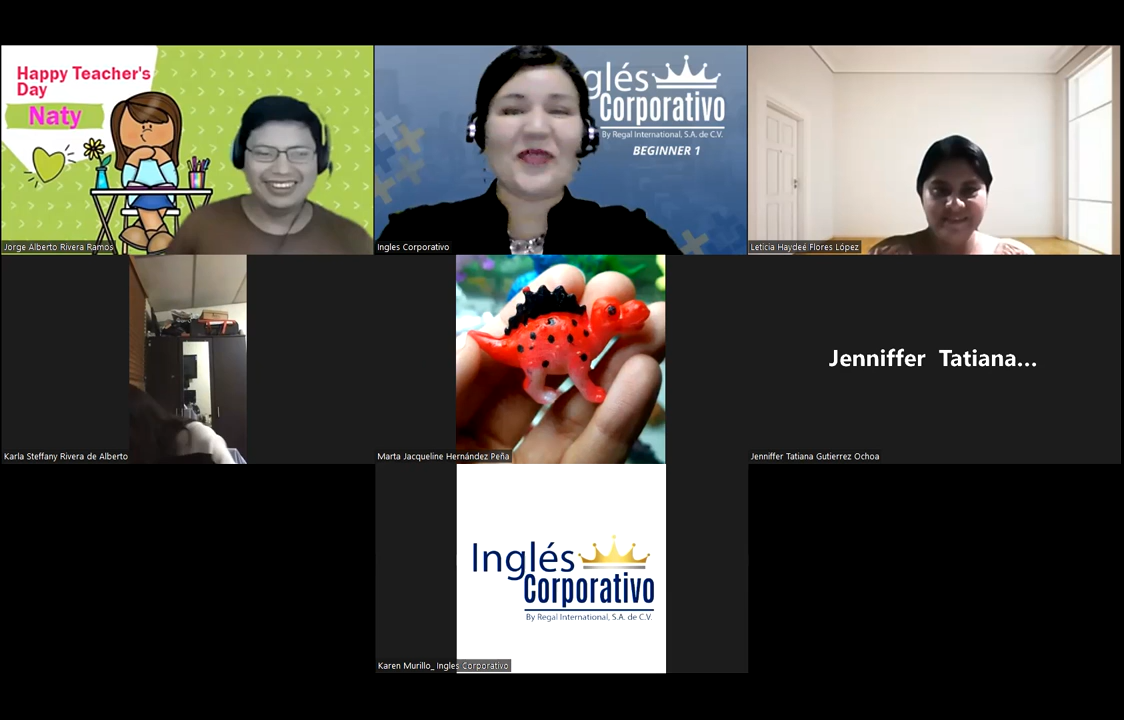 Happy Teacher's
Day
Naty
Jorge Alberto Rivera Ramos
glés
Corporativo
By Regal International, S.A. de C.V.
BEGINNER 1
Ingles Corporativo
Leticia Haydeé Flores López
Karla Steffany Rivera de Alberto
Marta Jacqueline Hernández Peña
Jenniffer Tatiana...
Jenniffer Tatiana Gutierrez Ochoa
Inglés
Corporativo
By Regal International, S.A. de C.V.
Karen Murillo_ Ingles Corporativo